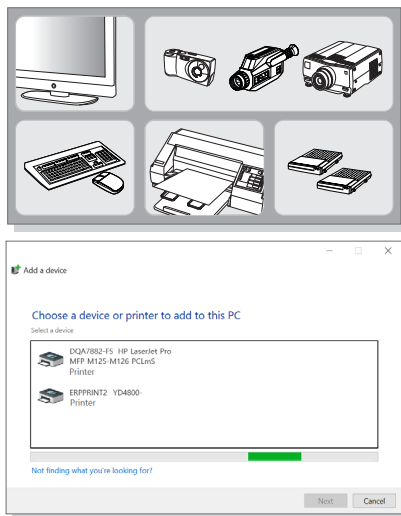 Add a device
Choose a device or printer to add to this PC
Select a device
DQA7882-F5 HP LaserJet Pro
MFP M125-M126 PCLmS
Printer
ERPPRINT2 YD4800-
Printer
Not finding what you're looking for?
Next Cancel